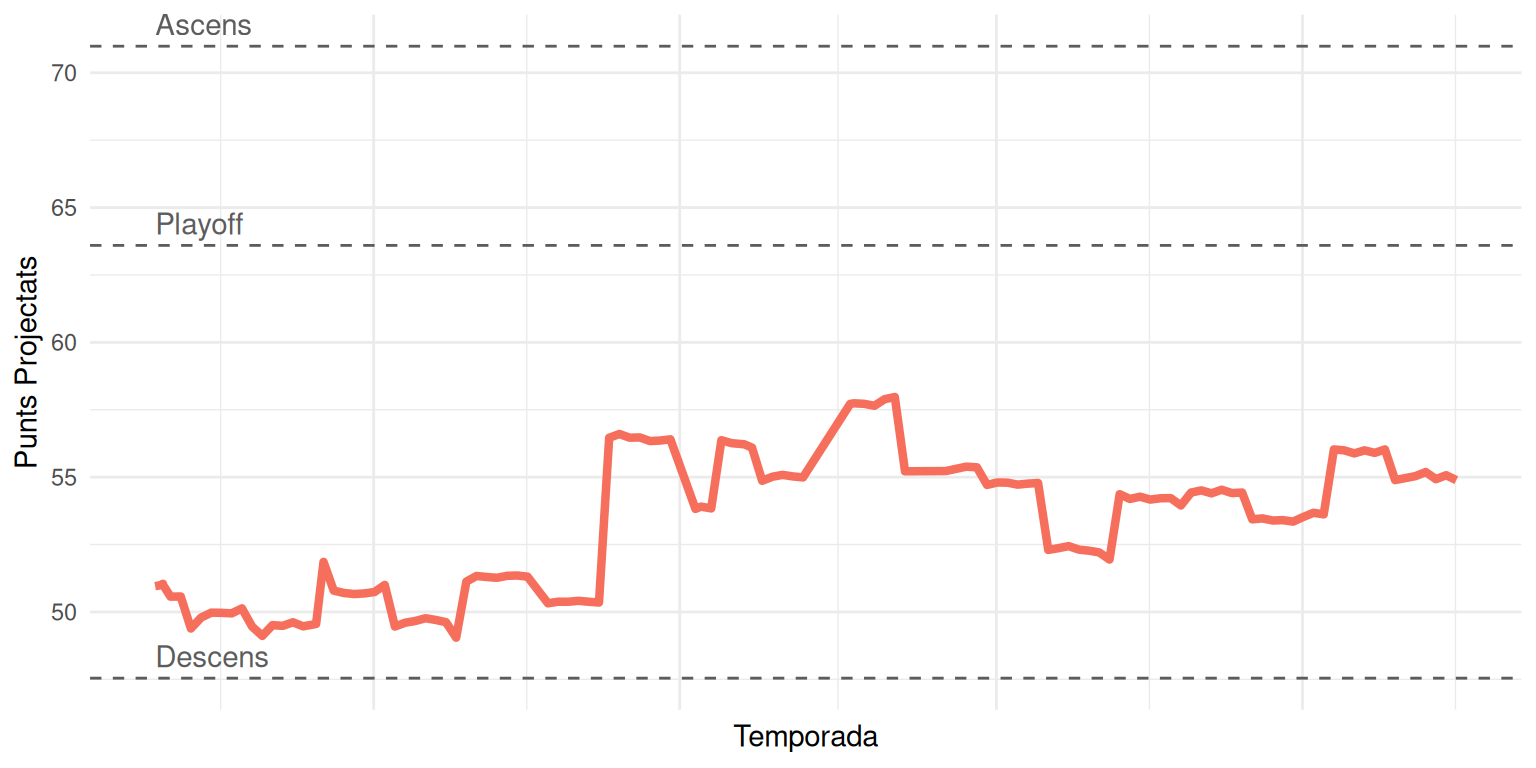 Ascens
70
65
Playoff
60
55
50
Descens
Punts Projectats
Temporada